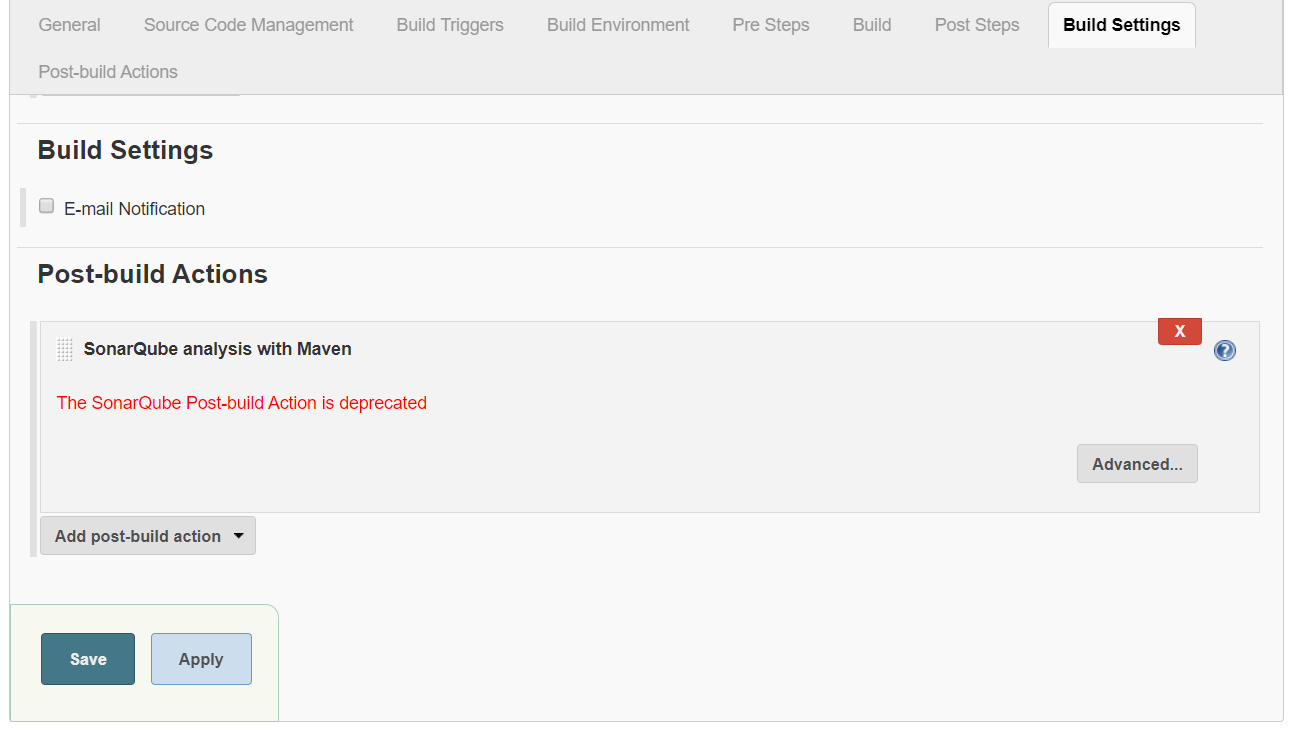 General Source Code Management Build Triggers Build Environment Pre Steps Build Post Steps Build Settings
Post-build Actions
Build Settings
E-mail Notification
Post-build Actions
X
SonarQube analysis with Maven
?
The SonarQube Post-build Action is deprecated
Advanced...
Add post-build action
Save Apply